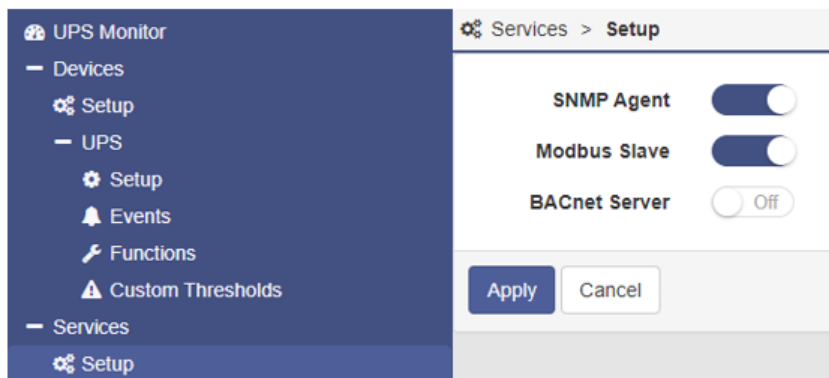 UPS Monitor
Devices
Setup
UPS
Setup
Events
Functions
Custom Thresholds
Services
Setup
Services > Setup
SNMP Agent
Modbus Slave
BACnet Server Off
Apply Cancel